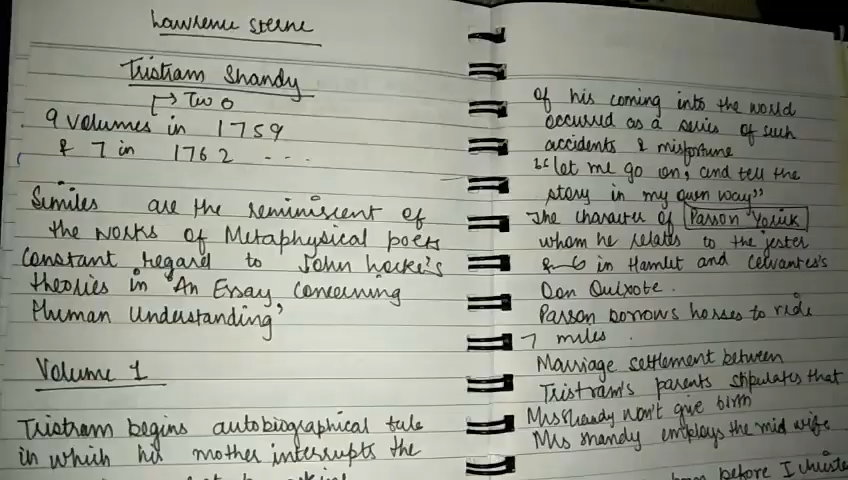 Lawrence Sterne
Tristram Shandy
→ Two
9 volumes in 1759
& 7 in 1762 ...
Similes are the reminiscent of
the works of Metaphysical poets
constant regard to John Locke's
theories in 'An Essay concerning
Human Understanding'
Volume 1
Tristram begins autobiographical tale
in which his mother interrupts the
of his coming into the world
occurred as a series of such
accidents & misfortune
"let me go on, and tell the
story in my own way"
The character of Parson Yorick
whom he relates to the jester
in Hamlet and Cervantes's
Don Quixote.
Parson borrows horses to ride
7 miles.
Marriage settlement between
Tristram's parents stipulates that
Mrs Shandy won't give birth
Mrs Shandy employs the mid wife
before I